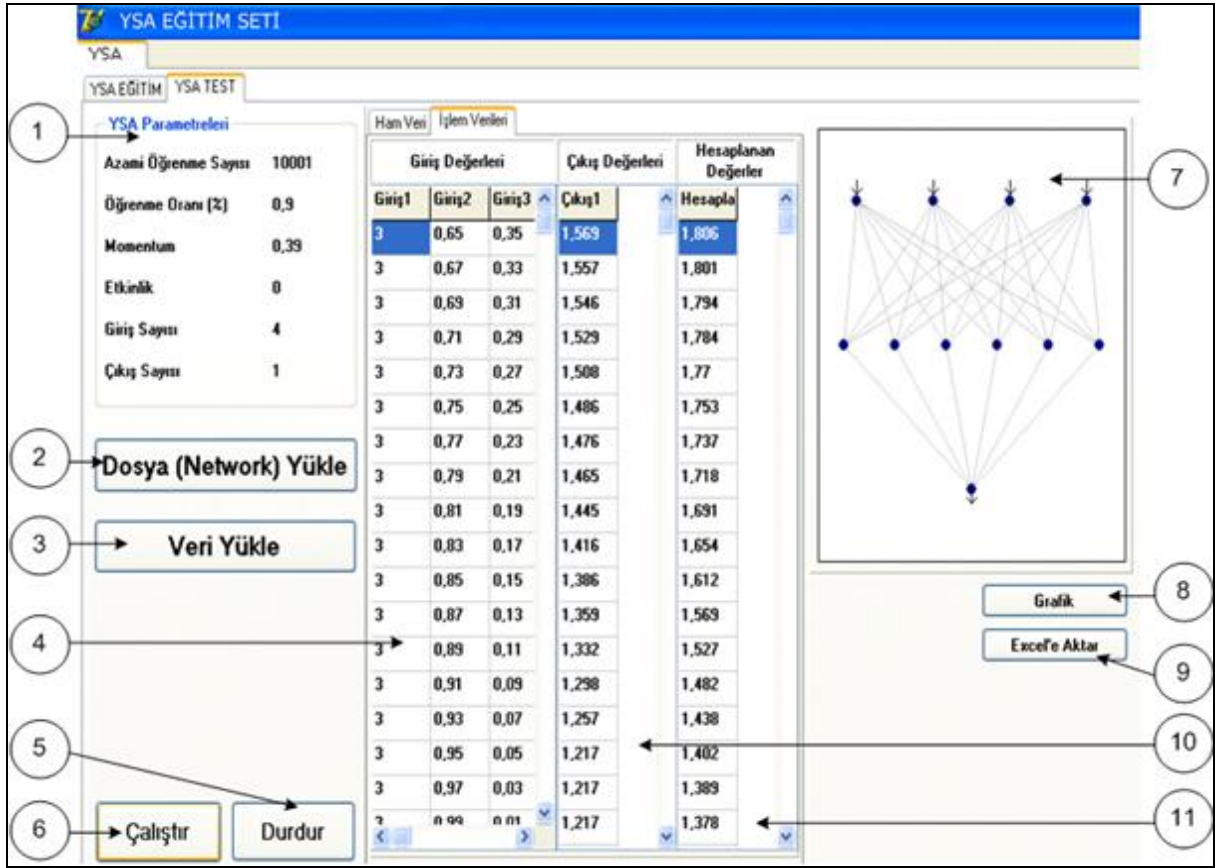 YSA EĞİTİM SETİ
YSA
YSA EĞİTİM YSA TEST
1
YSA Parametreleri
Azami Öğrenme Sayısı 10001
Öğrenme Oranı (%) 0,9
Momentum 0,39
Etkinlik 0
Giriş Sayısı 4
Çıkış Sayısı 1
2
Dosya (Network) Yükle
3
Veri Yükle
4
5
6
Çalıştır Durdur
Ham Veri İşlem Verileri
Giriş Değerleri Çıkış Değerleri Hesaplanan
Değerler
Giriş1 Giriş2 Giriş3 Çıkış1 Hesapla
3 0,65 0,35 1,569 1,806
3 0,67 0,33 1,557 1,801
3 0,69 0,31 1,546 1,794
3 0,71 0,29 1,529 1,784
3 0,73 0,27 1,508 1,77
3 0,75 0,25 1,486 1,753
3 0,77 0,23 1,476 1,737
3 0,79 0,21 1,465 1,718
3 0,81 0,19 1,445 1,691
3 0,83 0,17 1,416 1,654
3 0,85 0,15 1,386 1,612
3 0,87 0,13 1,359 1,569
3 0,89 0,11 1,332 1,527
3 0,91 0,09 1,298 1,482
3 0,93 0,07 1,257 1,438
3 0,95 0,05 1,217 1,402
3 0,97 0,03 1,217 1,389
3 0,99 0,01 1,217 1,378
7
Grafik
8
Excel'e Aktar
9
10
11